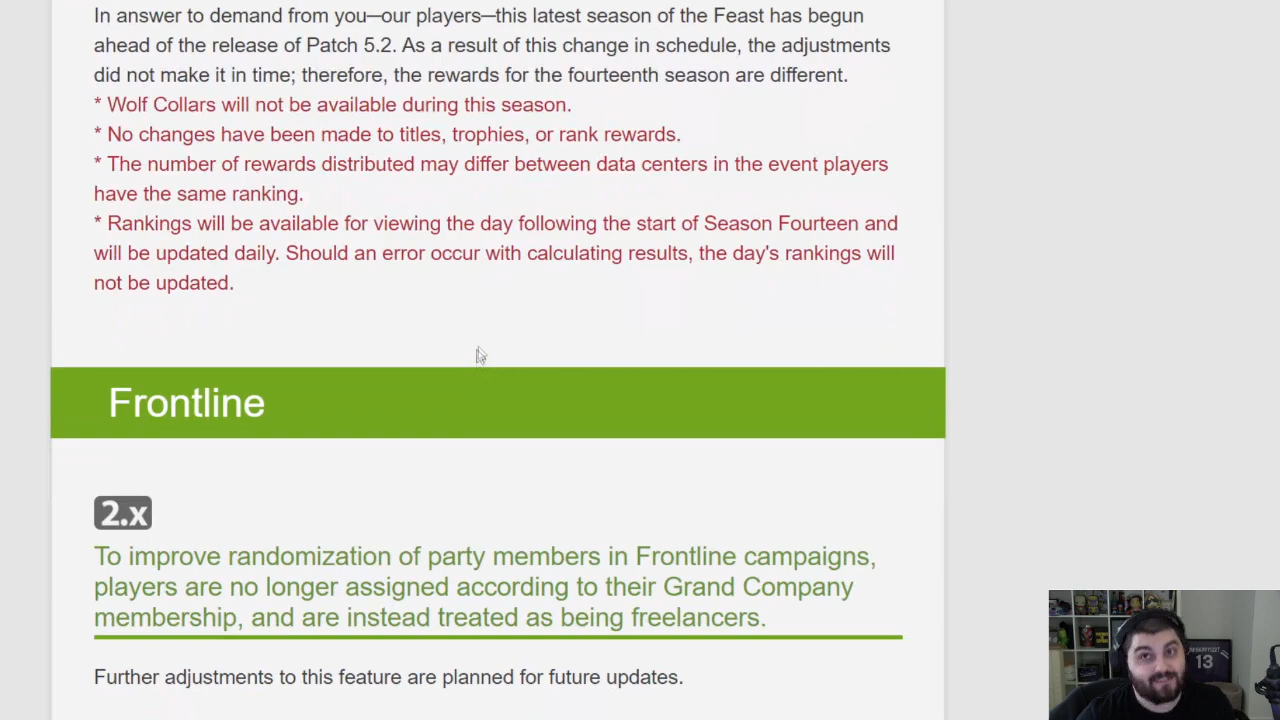 In answer to demand from you—our players—this latest season of the Feast has begun
ahead of the release of Patch 5.2. As a result of this change in schedule, the adjustments
did not make it in time; therefore, the rewards for the fourteenth season are different.
* Wolf Collars will not be available during this season.
* No changes have been made to titles, trophies, or rank rewards.
* The number of rewards distributed may differ between data centers in the event players
have the same ranking.
* Rankings will be available for viewing the day following the start of Season Fourteen and
will be updated daily. Should an error occur with calculating results, the day's rankings will
not be updated.
Frontline
2.x
To improve randomization of party members in Frontline campaigns,
players are no longer assigned according to their Grand Company
membership, and are instead treated as being freelancers.
Further adjustments to this feature are planned for future updates.
13